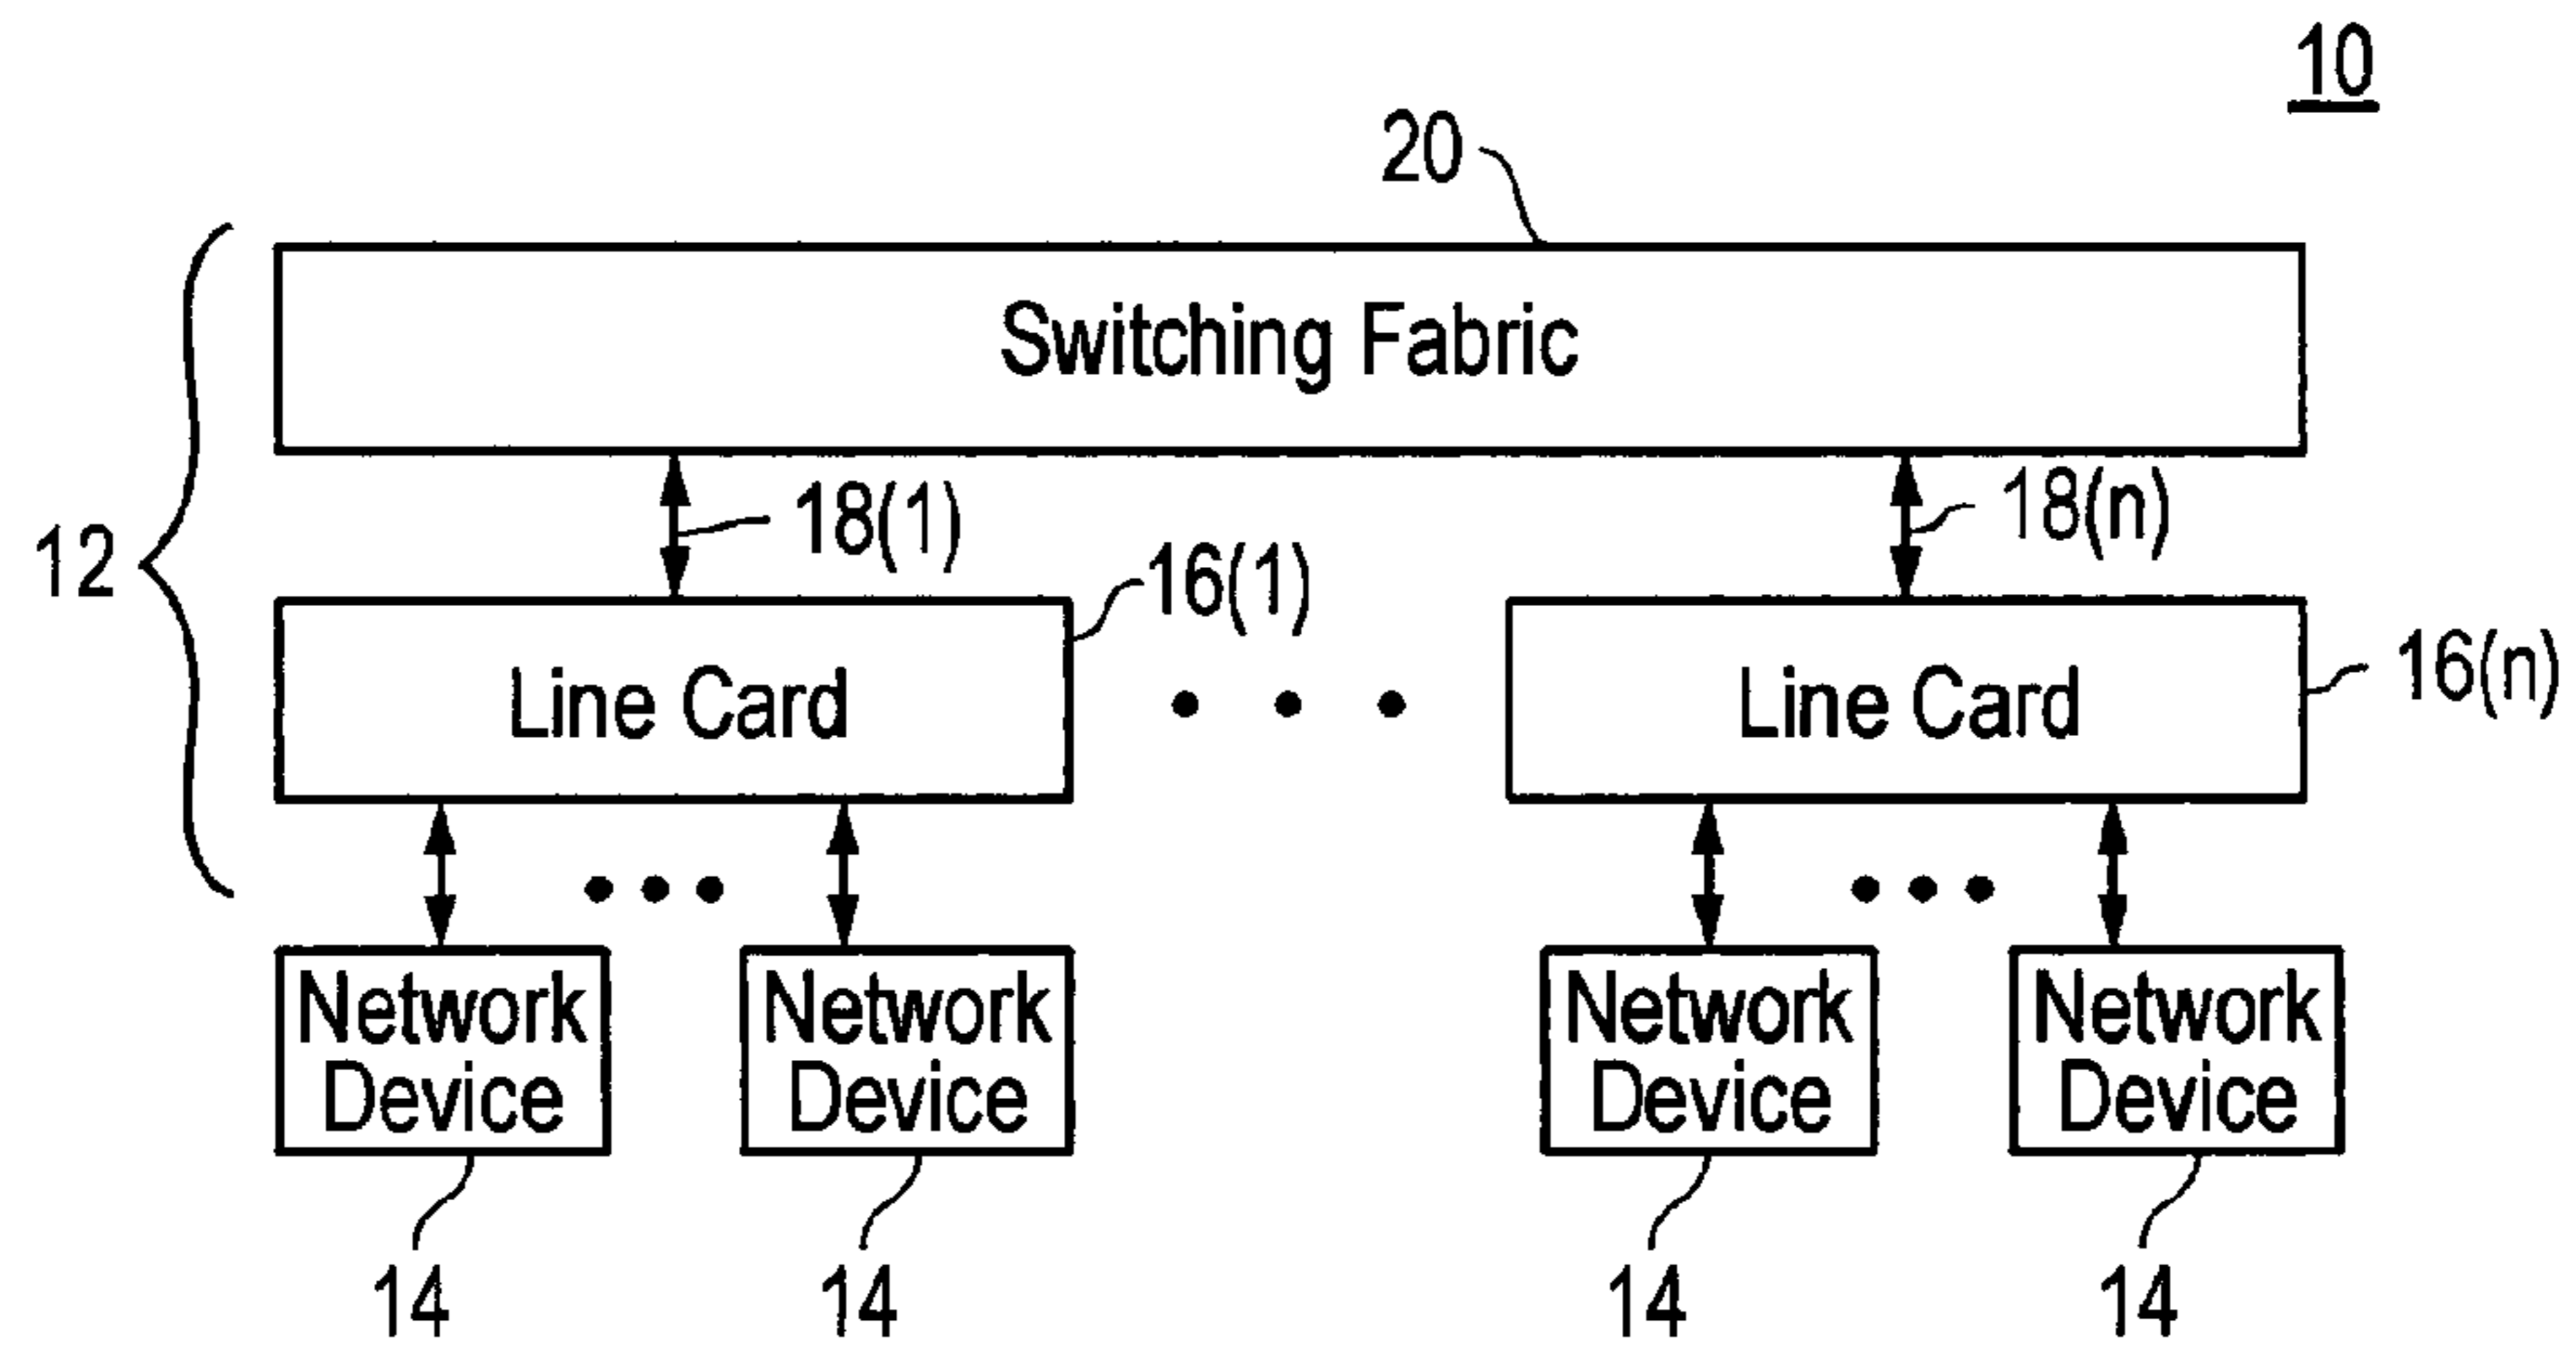 10
20
Switching Fabric
12
18(1)
18(n)
16(1)
16(n)
Line Card
Line Card
Network
Device
Network
Device
Network
Device
Network
Device
14
14
14
14